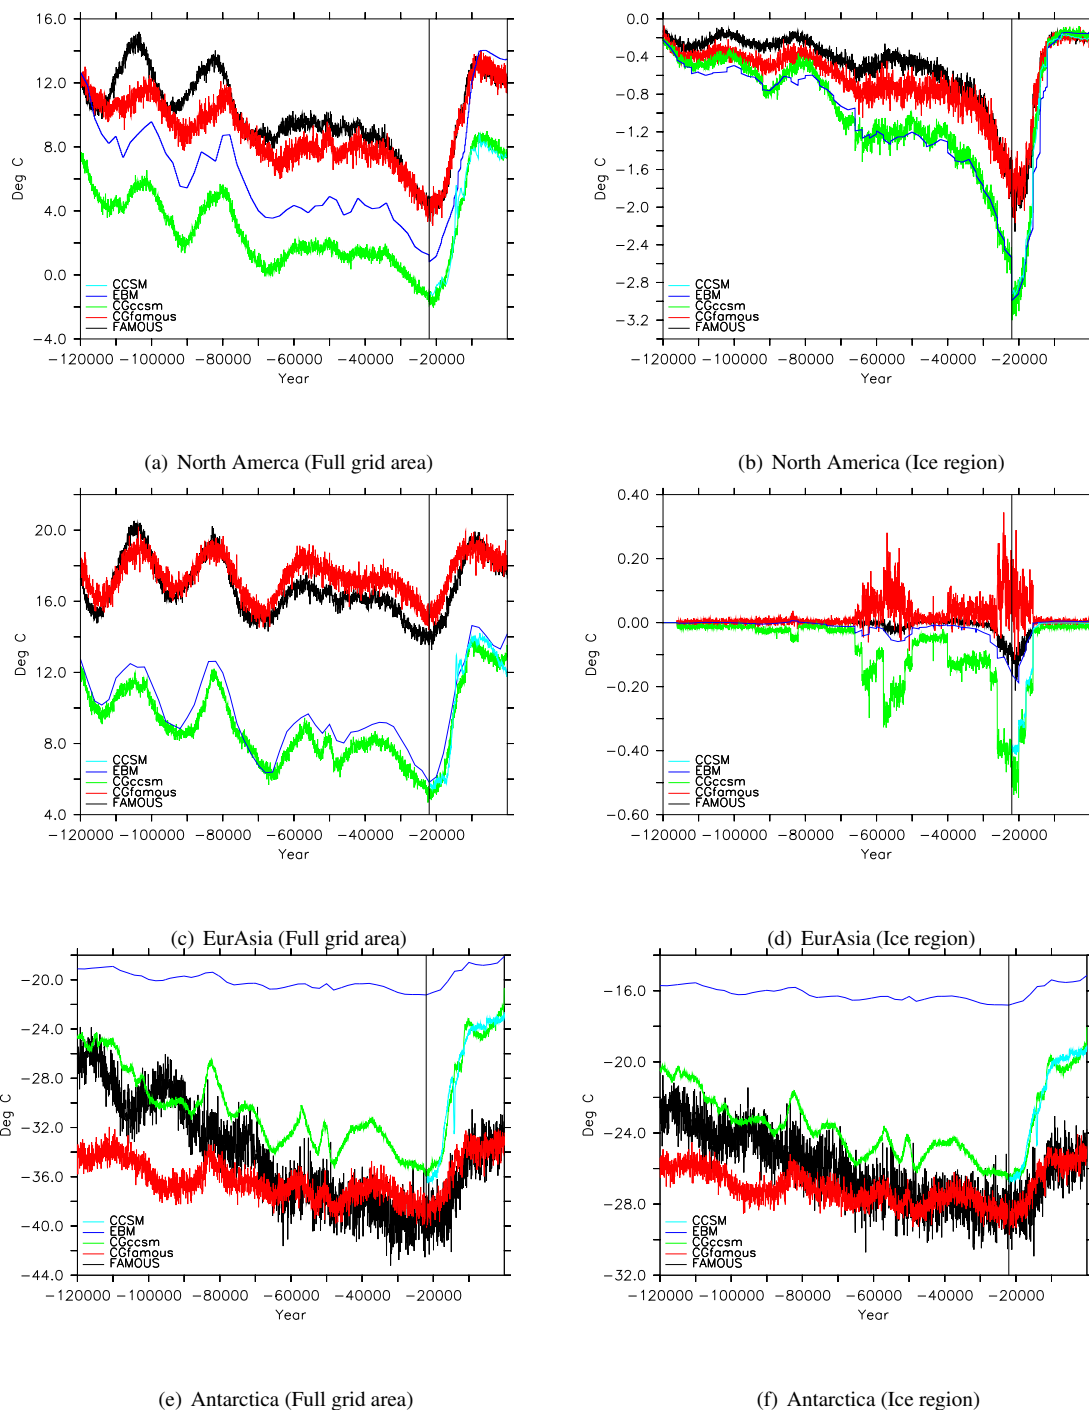 16.0
12.0
8.0
4.0
0.0
−4.0
Deg C
CCSM
EBM
CGccsm
CGfamous
FAMOUS
−120000 −100000 −80000 −60000 −40000 −20000
Year
(a) North Amerca (Full grid area)
0.0
−0.4
−0.8
−1.2
−1.6
−2.0
−2.4
−2.8
−3.2
Deg C
CCSM
EBM
CGccsm
CGfamous
FAMOUS
−120000 −100000 −80000 −60000 −40000 −20000
Year
(b) North America (Ice region)
20.0
16.0
12.0
8.0
4.0
Deg C
CCSM
EBM
CGccsm
CGfamous
FAMOUS
−120000 −100000 −80000 −60000 −40000 −20000
Year
(c) EurAsia (Full grid area)
0.40
0.20
0.00
−0.20
−0.40
−0.60
Deg C
CCSM
EBM
CGccsm
CGfamous
FAMOUS
−120000 −100000 −80000 −60000 −40000 −20000
Year
(d) EurAsia (Ice region)
−20.0
−24.0
−28.0
−32.0
−36.0
−40.0
−44.0
Deg C
CCSM
EBM
CGccsm
CGfamous
FAMOUS
−120000 −100000 −80000 −60000 −40000 −20000
Year
(e) Antarctica (Full grid area)
−16.0
−20.0
−24.0
−28.0
−32.0
Deg C
CCSM
EBM
CGccsm
CGfamous
FAMOUS
−120000 −100000 −80000 −60000 −40000 −20000
Year
(f) Antarctica (Ice region)